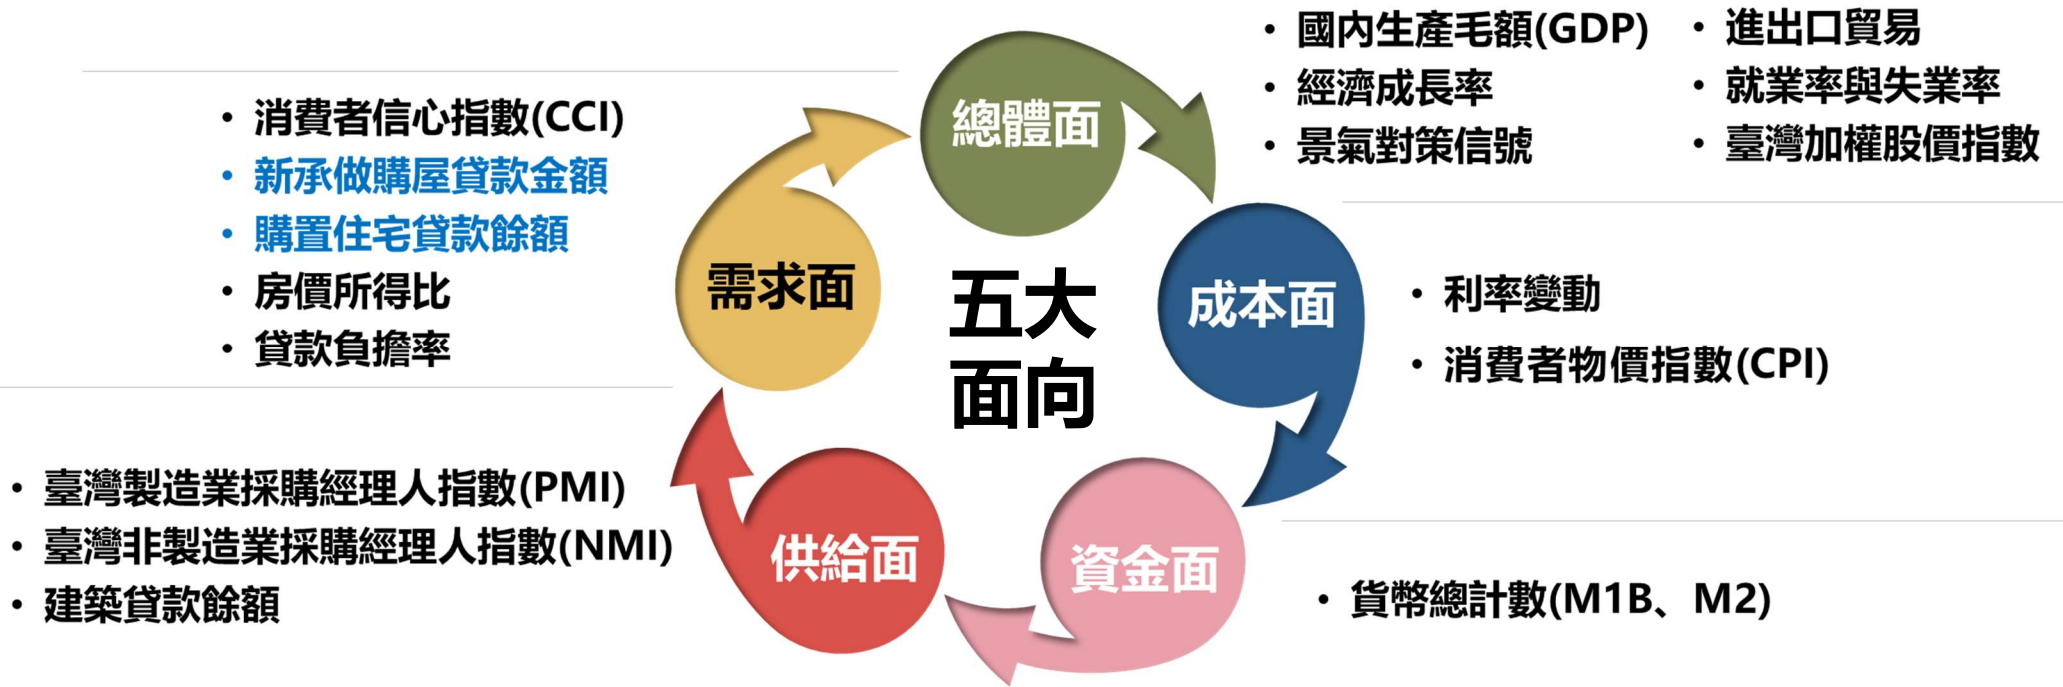 五大
面向
總體面
• 國內生產毛額(GDP)
• 經濟成長率
• 景氣對策信號
• 進出口貿易
• 就業率與失業率
• 臺灣加權股價指數
成本面
• 利率變動
• 消費者物價指數(CPI)
資金面
• 貨幣總計數(M1B、M2)
供給面
• 臺灣製造業採購經理人指數(PMI)
• 臺灣非製造業採購經理人指數(NMI)
• 建築貸款餘額
需求面
• 消費者信心指數(CCI)
• 新承做購屋貸款金額
• 購置住宅貸款餘額
• 房價所得比
• 貸款負擔率